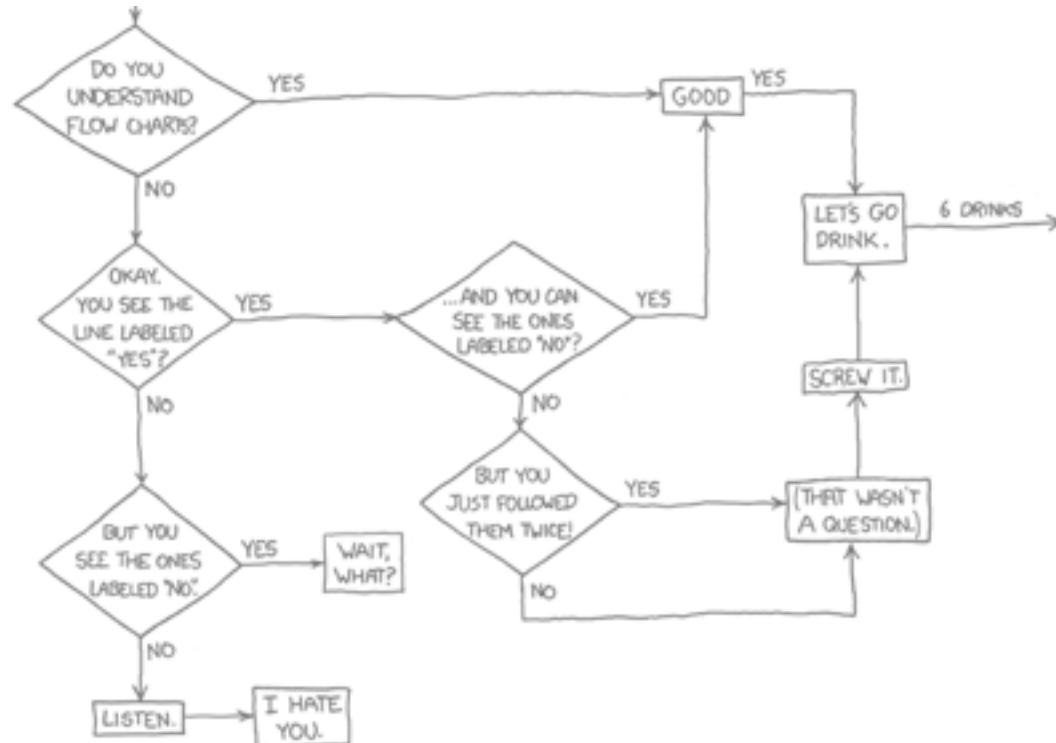 DO YOU
UNDERSTAND
FLOW CHARTS?
YES
GOOD
YES
NO
LET'S GO
DRINK.
6 DRINKS
OKAY.
YOU SEE THE
LINE LABELED
"YES"?
YES
...AND YOU CAN
SEE THE ONES
LABELED "NO"?
YES
NO
NO
SCREW IT.
BUT YOU
JUST FOLLOWED
THEM TWICE!
YES
(THAT WASN'T
A QUESTION.)
NO
BUT YOU
SEE THE ONES
LABELED "NO".
YES
WAIT,
WHAT?
NO
LISTEN.
I HATE
YOU.